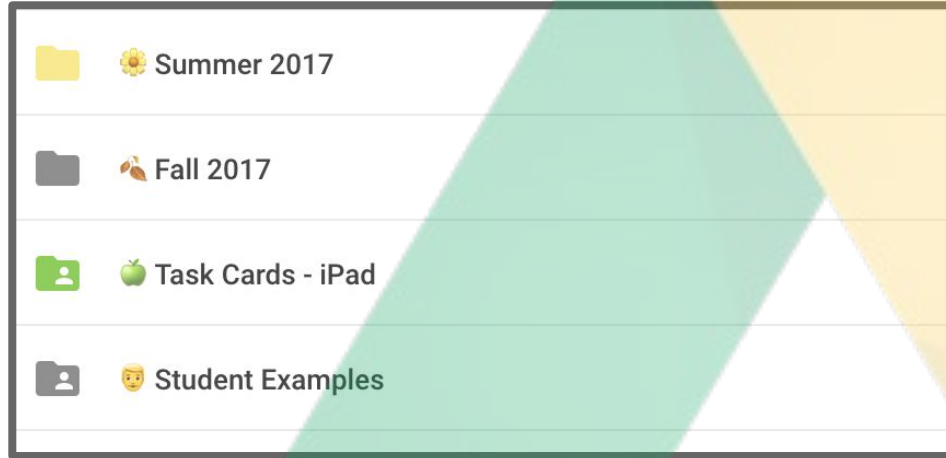 🌼 Summer 2017
🍂 Fall 2017
🍏 Task Cards - iPad
👨 Student Examples